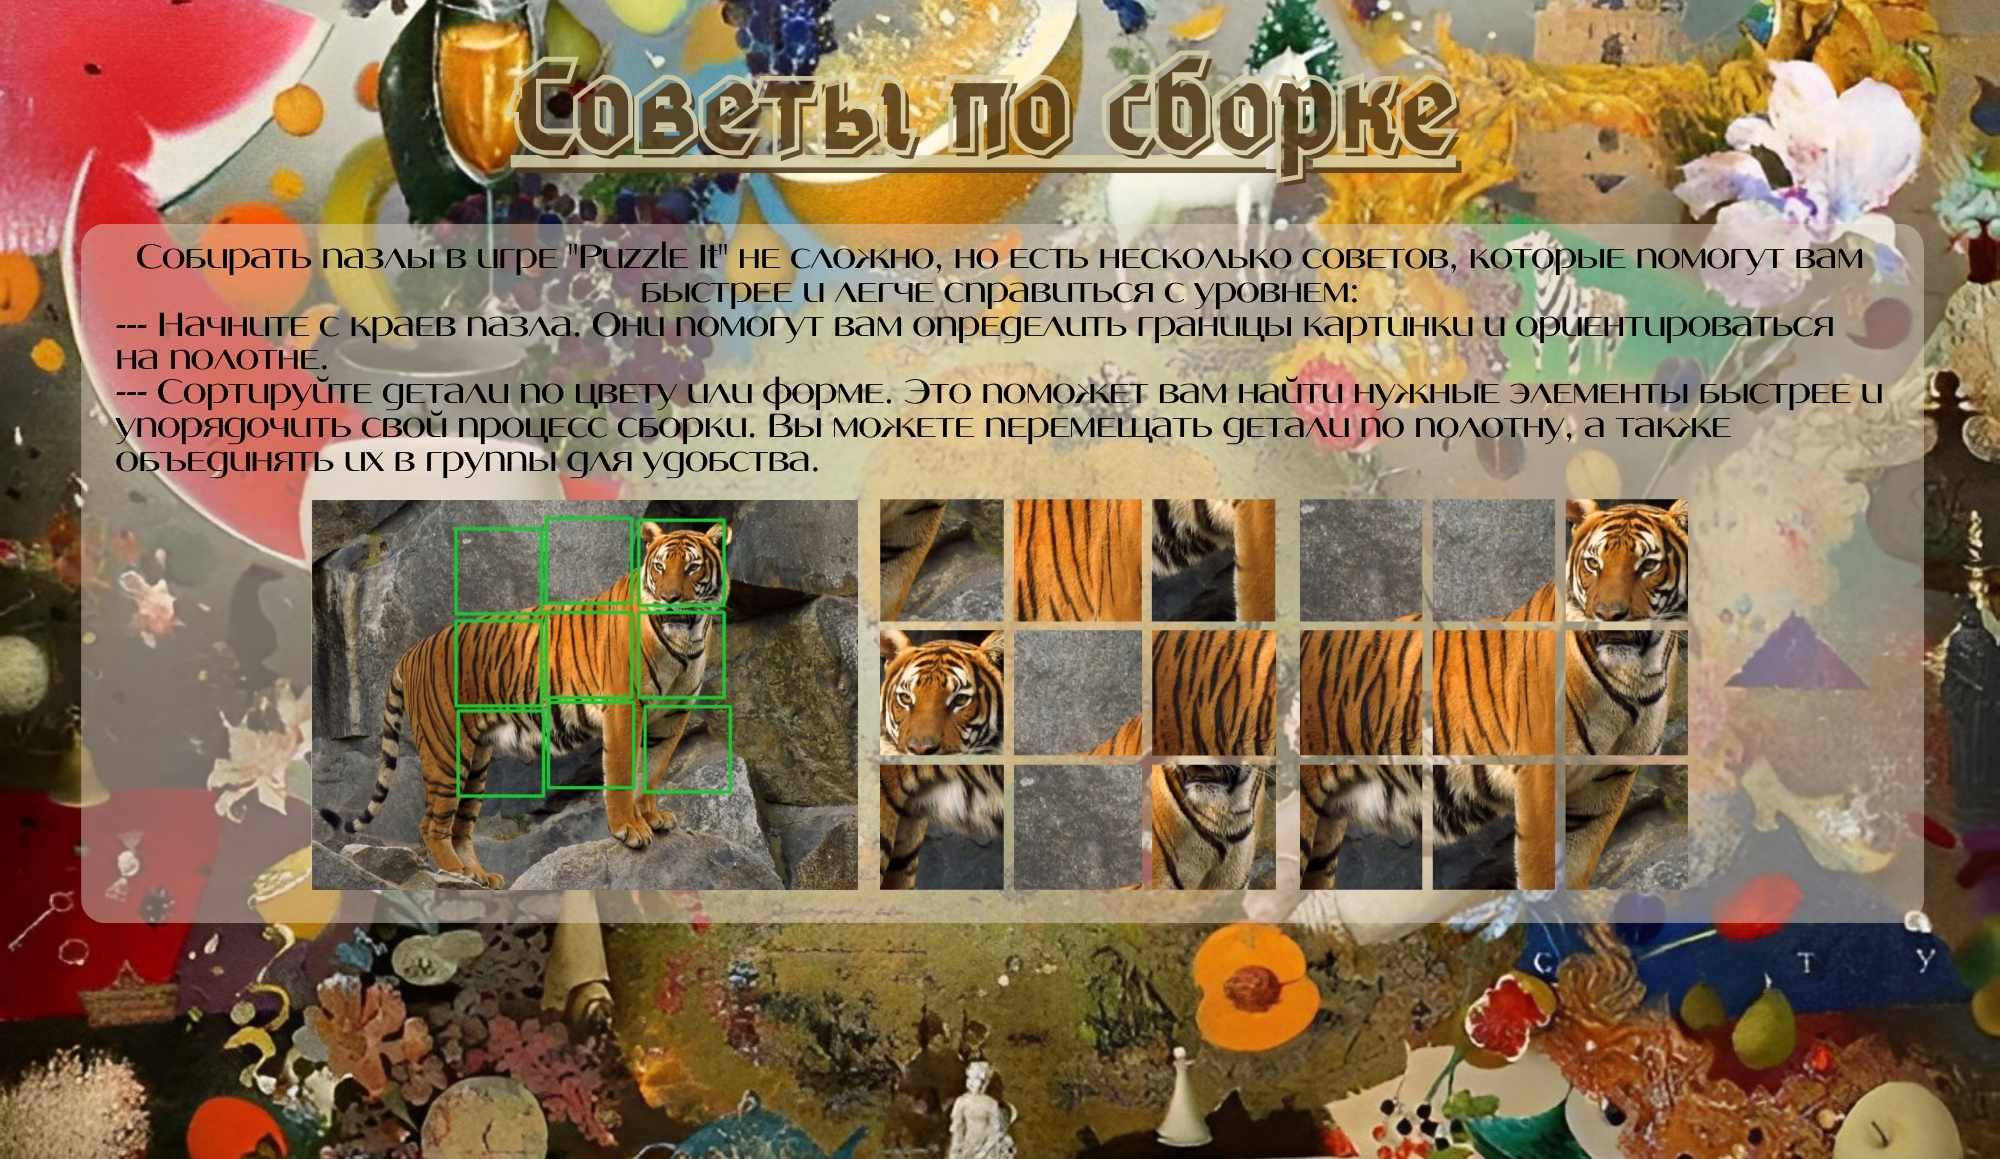 Советы по сборке
Собирать пазлы в игре "Puzzle It" не сложно, но есть несколько советов, которые помогут вам
быстрее и легче справиться с уровнем:
--- Начните с краев пазла. Они помогут вам определить границы картинки и ориентироваться
на полотне.
--- Сортируйте детали по цвету или форме. Это поможет вам найти нужные элементы быстрее и
упорядочить свой процесс сборки. Вы можете перемещать детали по полотну, а также
объединять их в группы для удобства.
С Т У